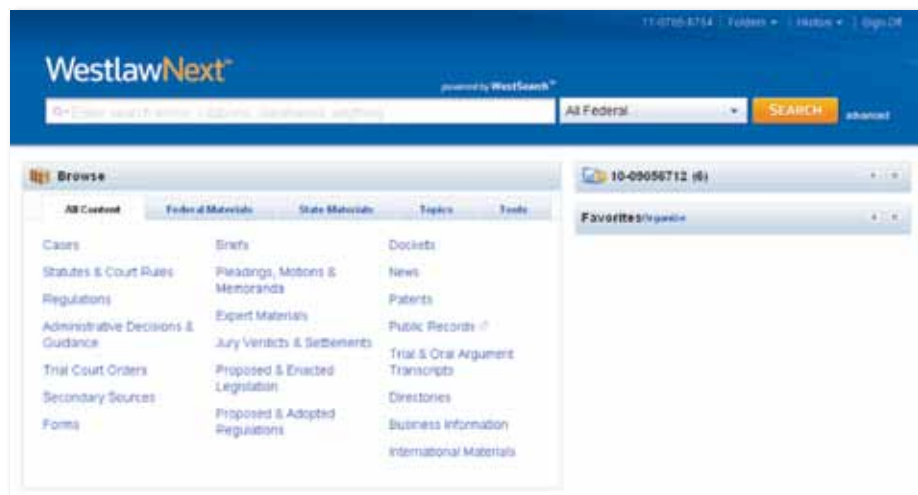 Folders History Sign Off
WestlawNext™
powered by WestSearch™
All Federal
SEARCH
advanced
Browse
10-09056712 (6)
All Content Federal Materials State Materials Topics Tools
Favorites Organize
Cases
Statutes & Court Rules
Regulations
Administrative Decisions &
Guidance
Trial Court Orders
Secondary Sources
Forms
Briefs
Pleadings, Motions &
Memoranda
Expert Materials
Jury Verdicts & Settlements
Proposed & Enacted
Legislation
Proposed & Adopted
Regulations
Dockets
News
Patents
Public Records
Trial & Oral Argument
Transcripts
Directories
Business Information
International Materials